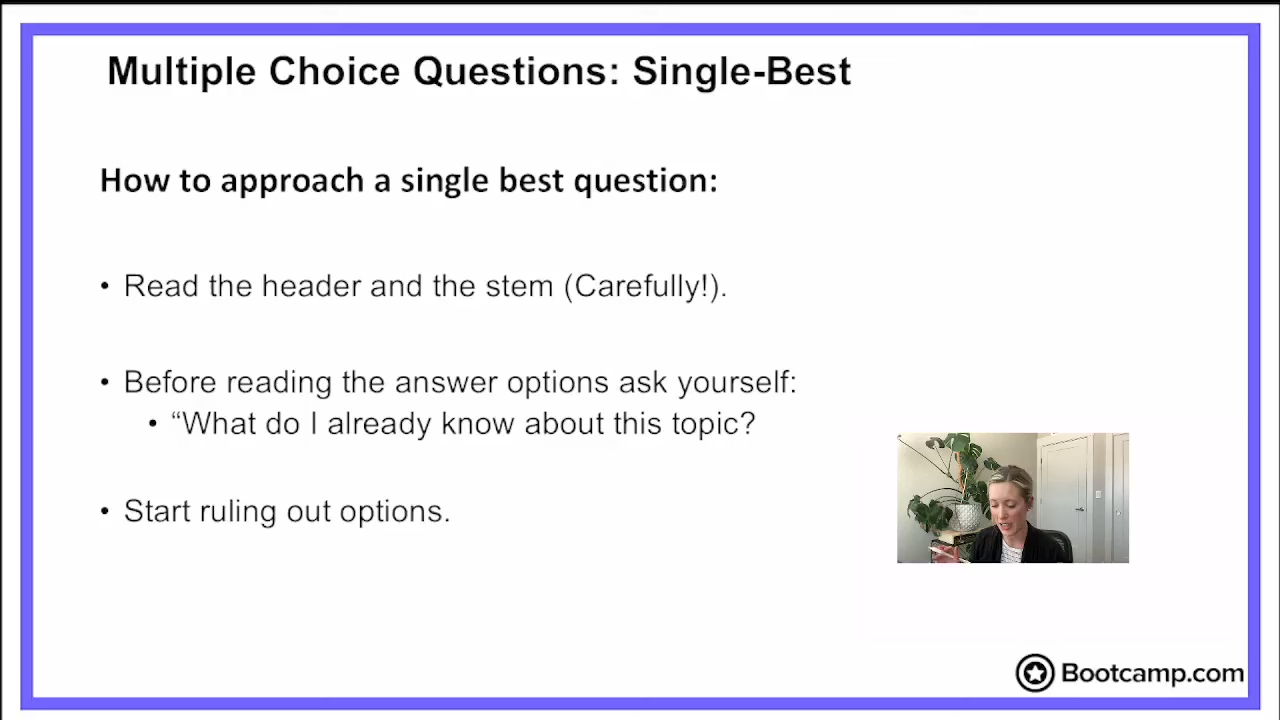 Multiple Choice Questions: Single-Best
How to approach a single best question:
• Read the header and the stem (Carefully!).
• Before reading the answer options ask yourself:
• “What do I already know about this topic?
• Start ruling out options.
Bootcamp.com